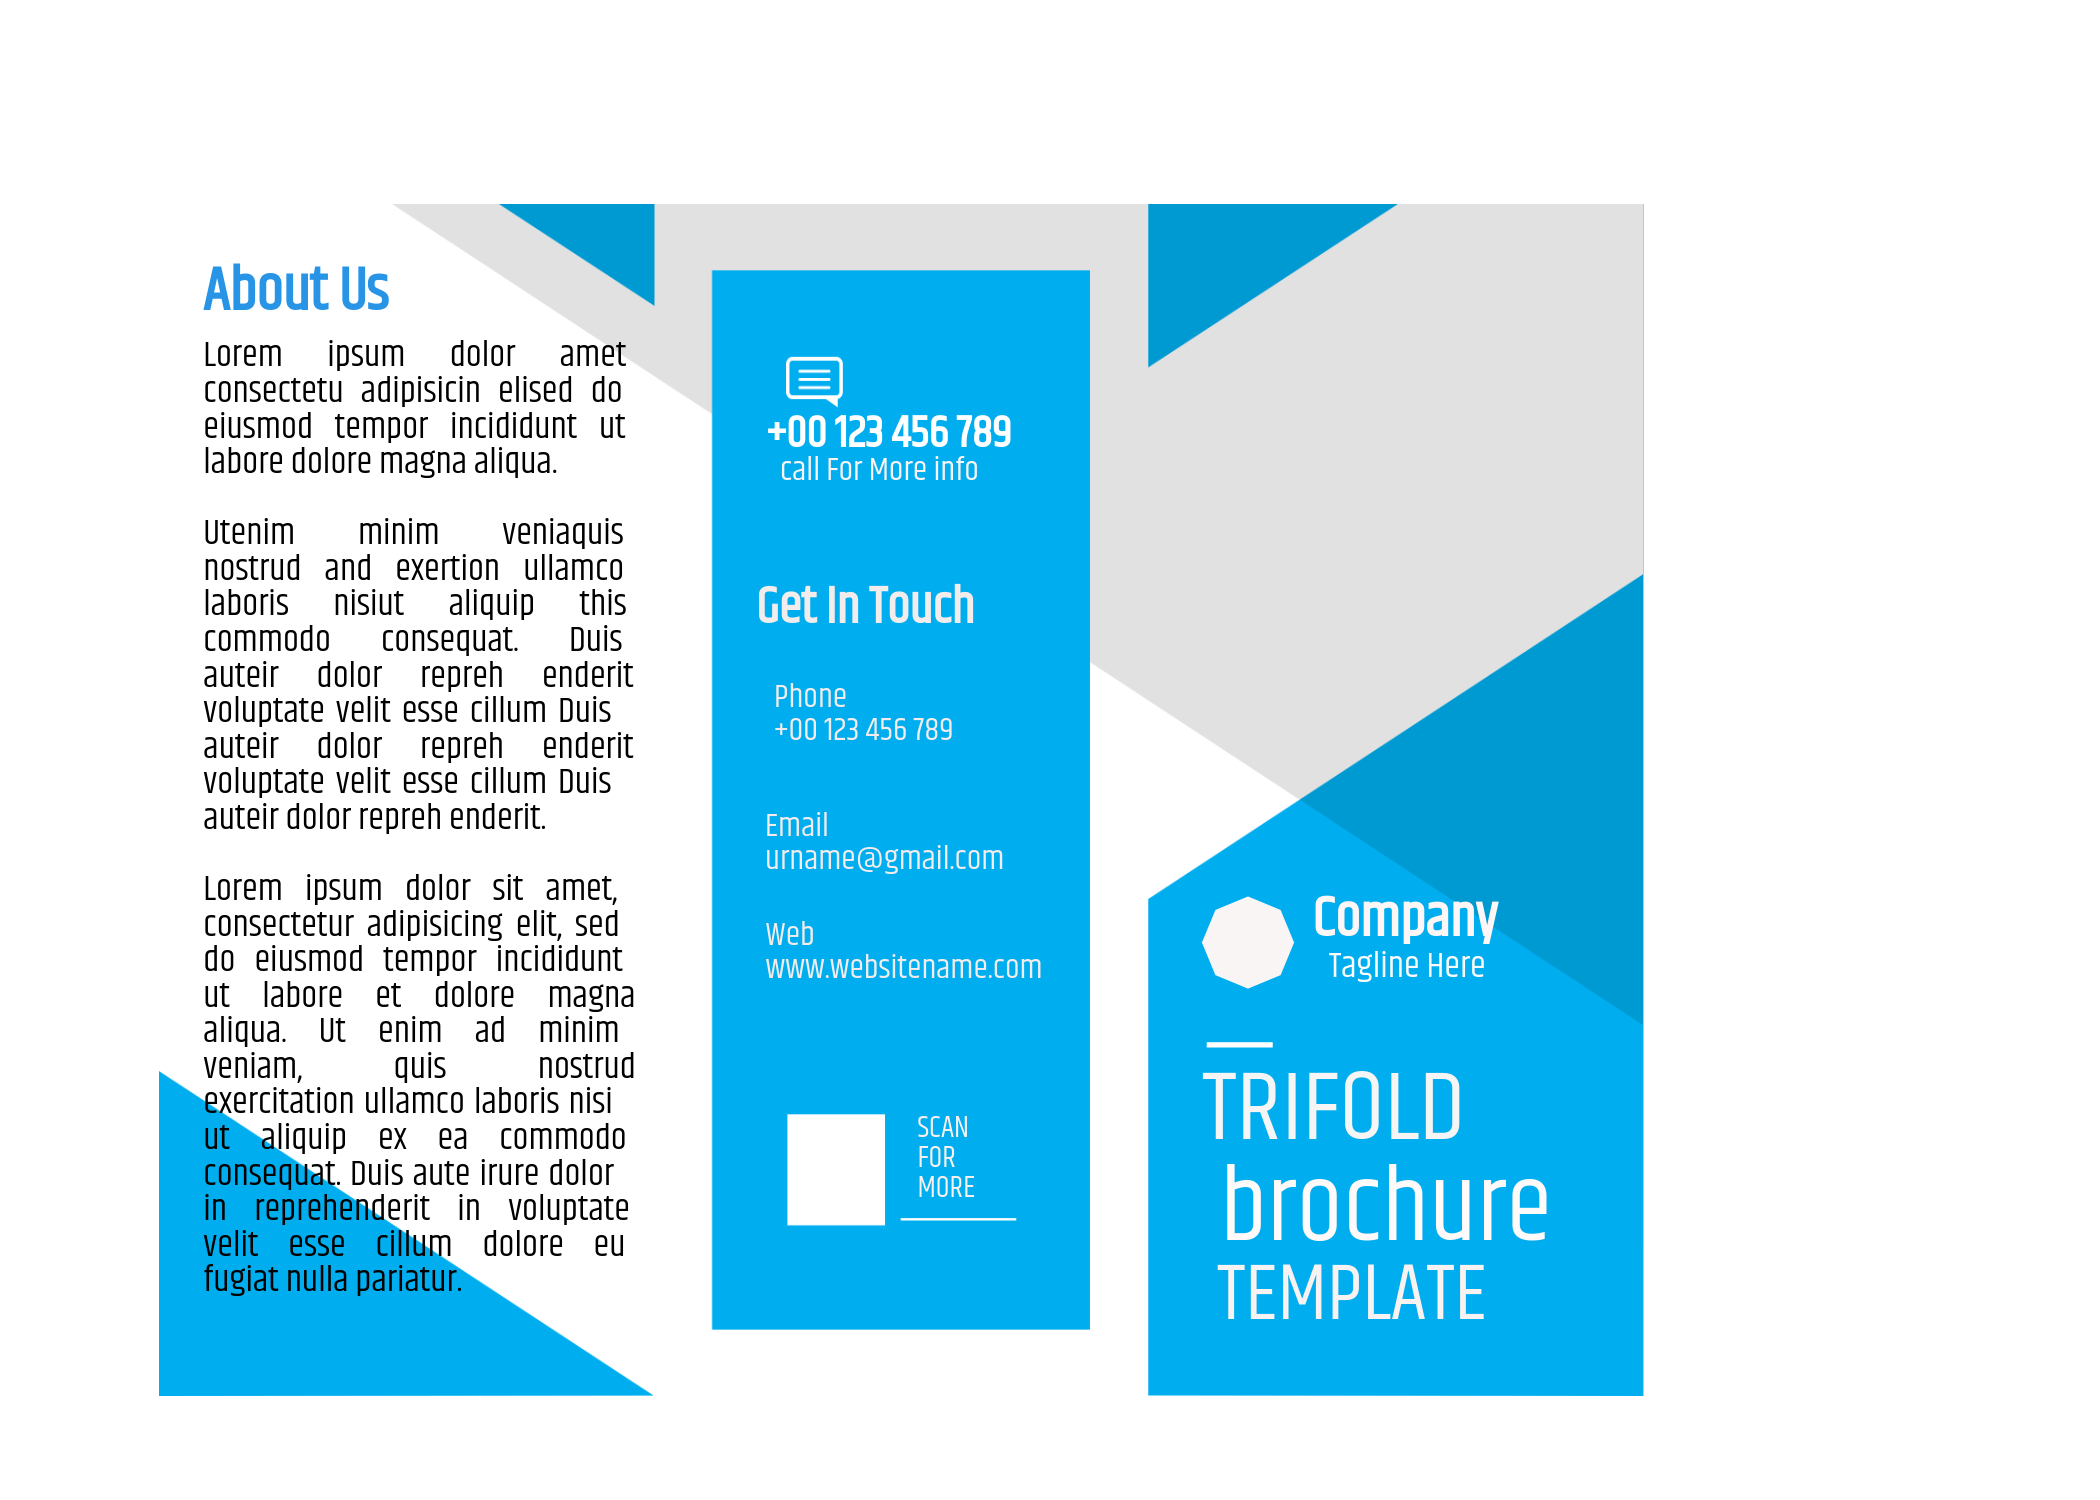 About Us
Lorem ipsum dolor amet
consectetu adipisicin elised do
eiusmod tempor incididunt ut
labore dolore magna aliqua.
Utenim minim veniaquis
nostrud and exertion ullamco
laboris nisiut aliquip this
commodo consequat. Duis
auteir dolor repreh enderit
voluptate velit esse cillum Duis
auteir dolor repreh enderit
voluptate velit esse cillum Duis
auteir dolor repreh enderit.
Lorem ipsum dolor sit amet,
consectetur adipisicing elit, sed
do eiusmod tempor incididunt
ut labore et dolore magna
aliqua. Ut enim ad minim
veniam, quis nostrud
exercitation ullamco laboris nisi
ut aliquip ex ea commodo
consequat. Duis aute irure dolor
in reprehenderit in voluptate
velit esse cillum dolore eu
fugiat nulla pariatur.
+00 123 456 789
call For More info
Get In Touch
Phone
+00 123 456 789
Email
urname@gmail.com
Web
www.websitename.com
SCAN
FOR
MORE
Company
Tagline Here
TRIFOLD
brochure
TEMPLATE